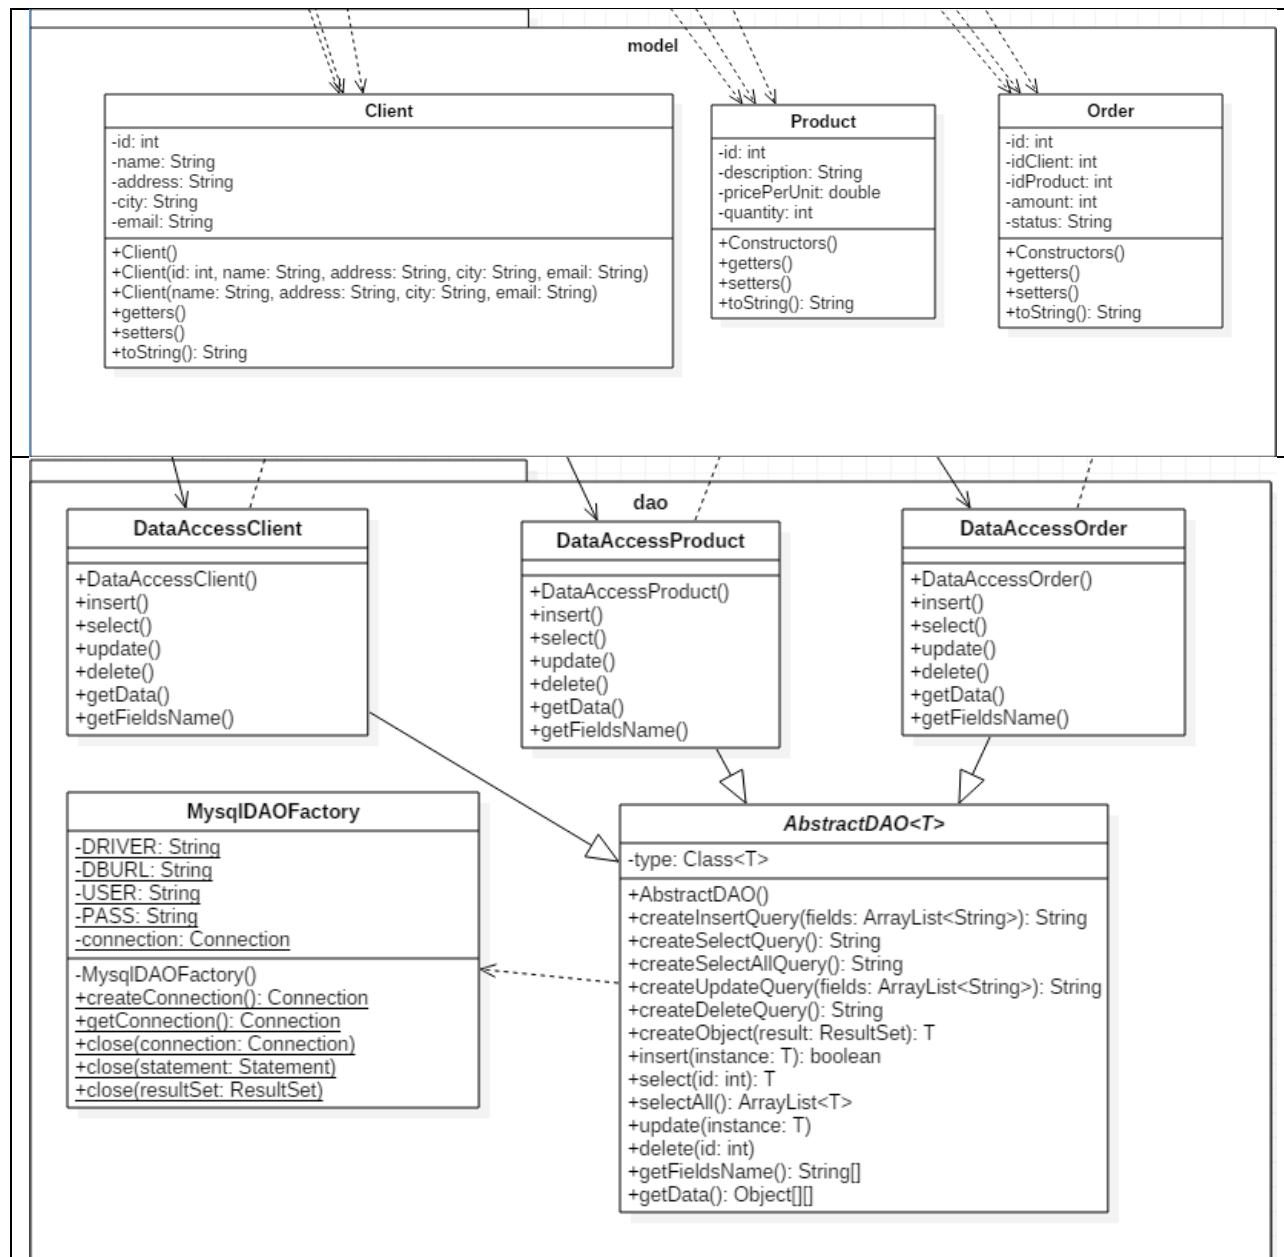 model
Client
-id: int
-name: String
-address: String
-city: String
-email: String
+Client()
+Client(id: int, name: String, address: String, city: String, email: String)
+Client(name: String, address: String, city: String, email: String)
+getters()
+setters()
+toString(): String
Product
-id: int
-description: String
-pricePerUnit: double
-quantity: int
+Constructors()
+getters()
+setters()
+toString(): String
Order
-id: int
-idClient: int
-idProduct: int
-amount: int
-status: String
+Constructors()
+getters()
+setters()
+toString(): String
dao
DataAccessClient
+DataAccessClient()
+insert()
+select()
+update()
+delete()
+getData()
+getFieldsName()
DataAccessProduct
+DataAccessProduct()
+insert()
+select()
+update()
+delete()
+getData()
+getFieldsName()
DataAccessOrder
+DataAccessOrder()
+insert()
+select()
+update()
+delete()
+getData()
+getFieldsName()
MysqlDAOFactory
-DRIVER: String
-DBURL: String
-USER: String
-PASS: String
-connection: Connection
-MysqlDAOFactory()
+createConnection(): Connection
+getConnection(): Connection
+close(connection: Connection)
+close(statement: Statement)
+close(resultSet: ResultSet)
AbstractDAO<T>
-type: Class<T>
+AbstractDAO()
+createInsertQuery(fields: ArrayList<String>): String
+createSelectQuery(): String
+createSelectAllQuery(): String
+createUpdateQuery(fields: ArrayList<String>): String
+createDeleteQuery(): String
+createObject(result: ResultSet): T
+insert(instance: T): boolean
+select(id: int): T
+selectAll(): ArrayList<T>
+update(instance: T)
+delete(id: int)
+getFieldsName(): String[]
+getData(): Object[][]